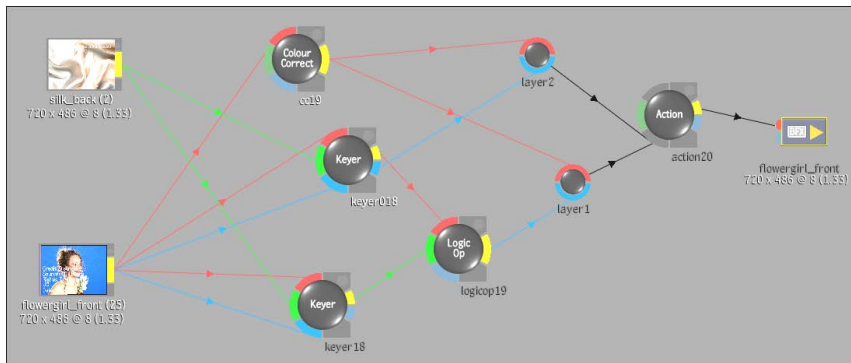 silk_back (2)
720 x 486 @ 8 (1.33)
Colour
Correct
cc19
layer2
Action
action20
flowergirl_front
720 x 486 @ 8 (1.33)
Keyer
keyer018
layer1
Logic
Op
logicop19
flowergirl_front (25)
720 x 486 @ 8 (1.33)
Keyer
keyer18